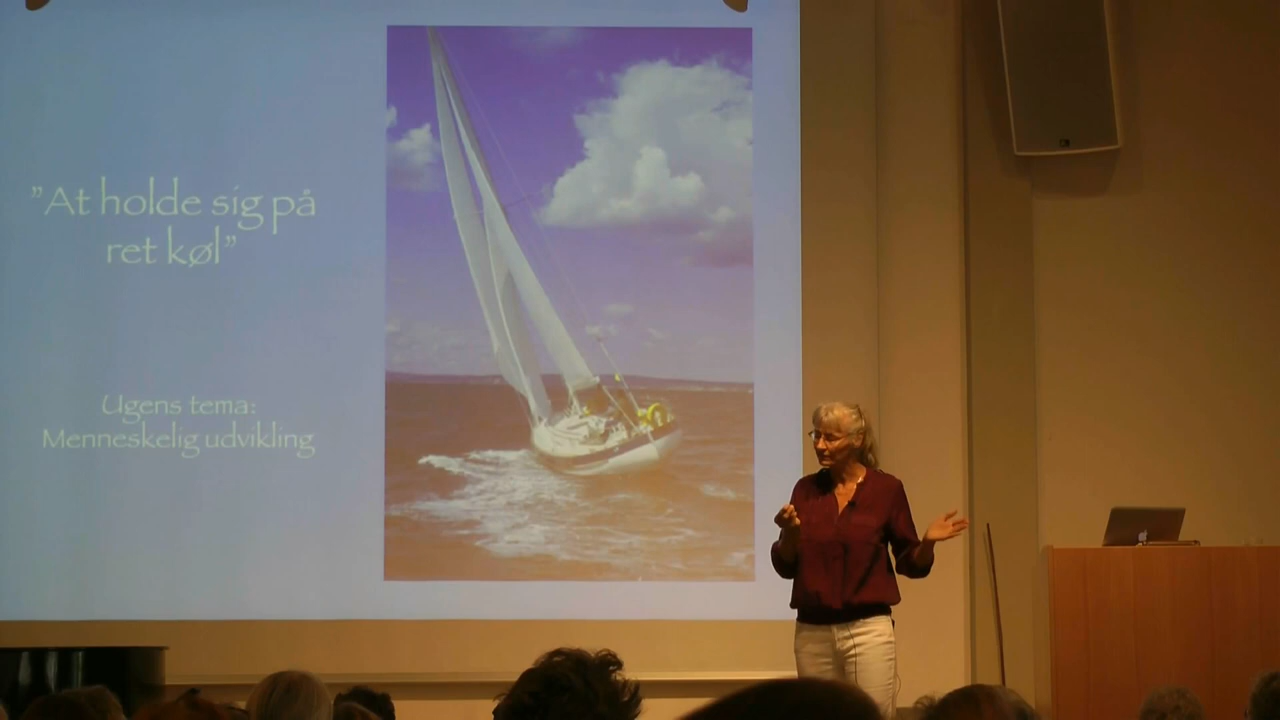 ”At holde sig på
ret køl”
Ugens tema:
Menneskelig udvikling